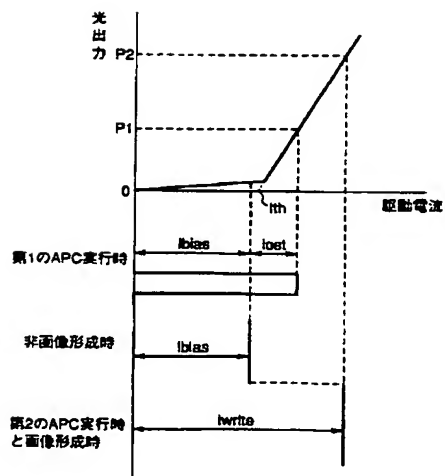 光出力
P2
P1
0
Ith
駆動電流
Ibias
Iost
第1のAPC実行時
非画像形成時
Ibias
第2のAPC実行時
と画像形成時
Iwrite